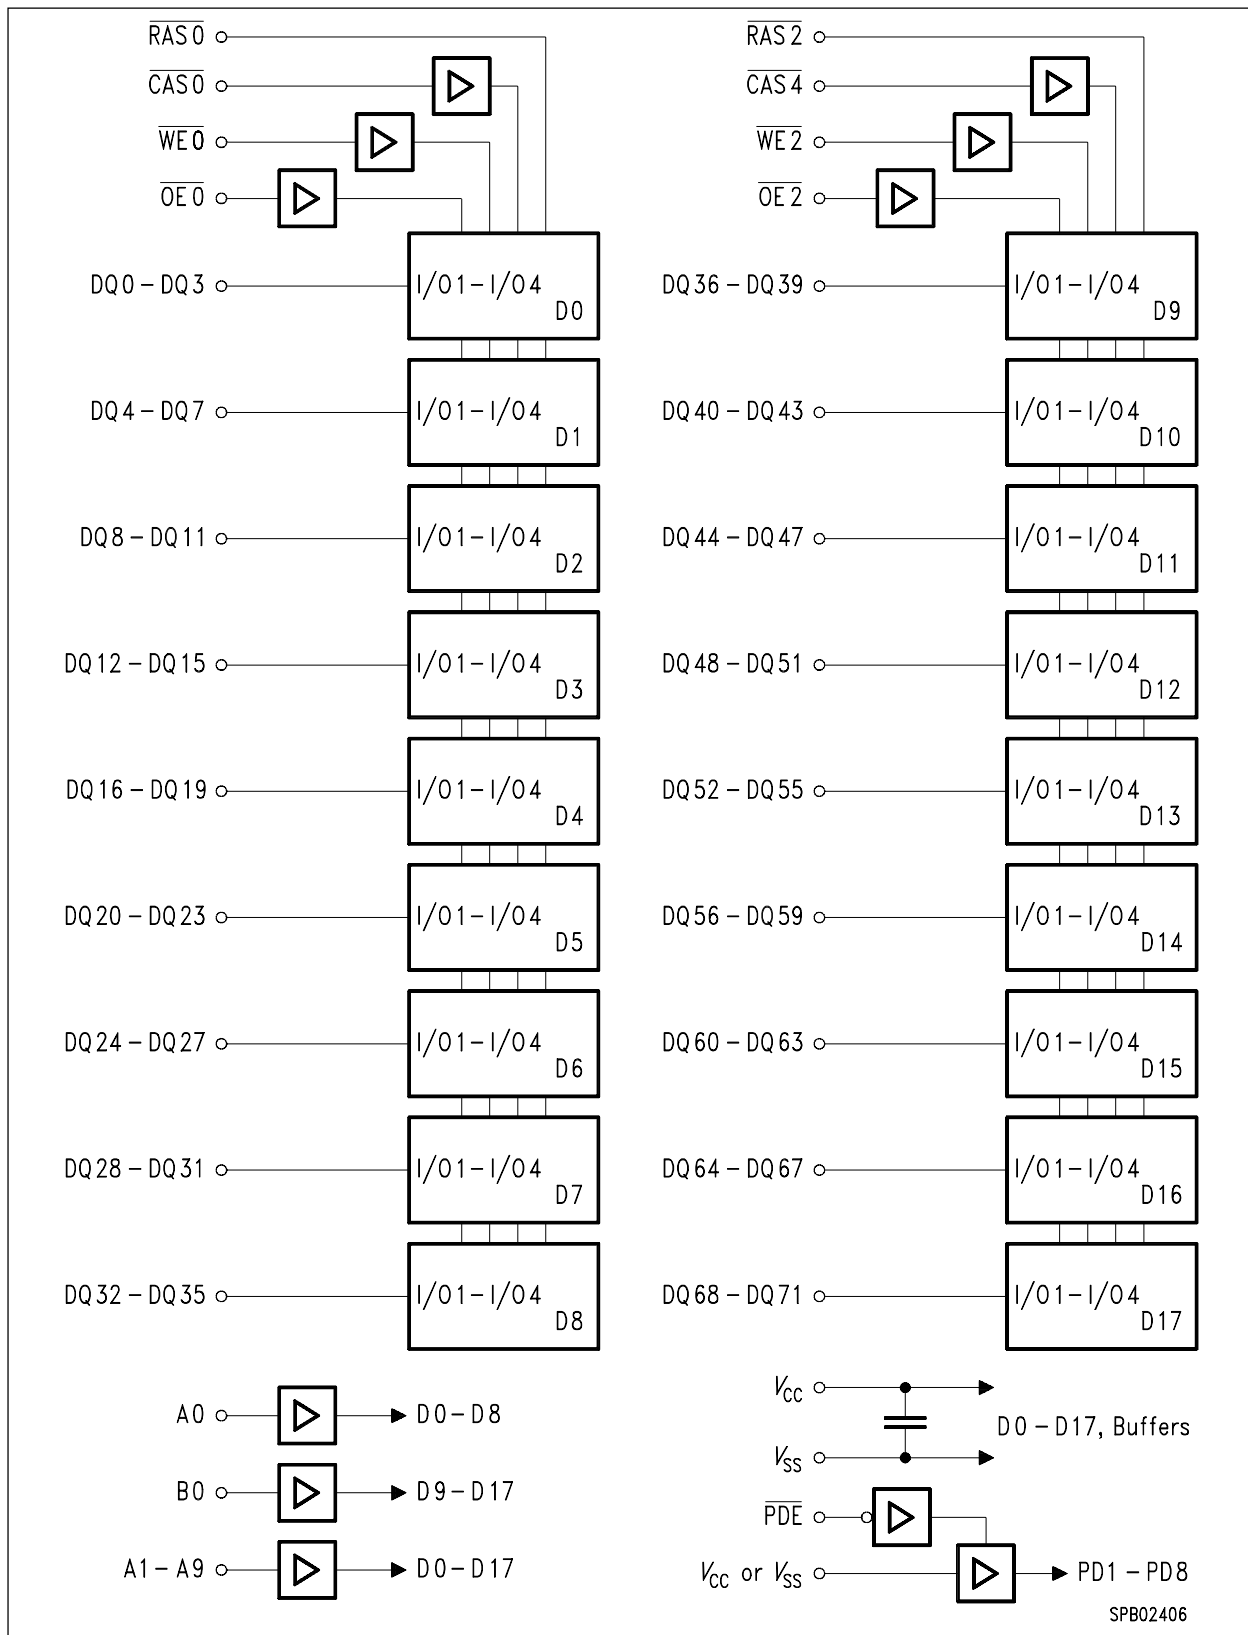 RAS0
CAS0
WE0
OE0
DQ0-DQ3
I/O1-I/O4
D0
DQ4-DQ7
I/O1-I/O4
D1
DQ8-DQ11
I/O1-I/O4
D2
DQ12-DQ15
I/O1-I/O4
D3
DQ16-DQ19
I/O1-I/O4
D4
DQ20-DQ23
I/O1-I/O4
D5
DQ24-DQ27
I/O1-I/O4
D6
DQ28-DQ31
I/O1-I/O4
D7
DQ32-DQ35
I/O1-I/O4
D8
A0
D0-D8
B0
D9-D17
A1-A9
D0-D17
RAS2
CAS4
WE2
OE2
DQ36-DQ39
I/O1-I/O4
D9
DQ40-DQ43
I/O1-I/O4
D10
DQ44-DQ47
I/O1-I/O4
D11
DQ48-DQ51
I/O1-I/O4
D12
DQ52-DQ55
I/O1-I/O4
D13
DQ56-DQ59
I/O1-I/O4
D14
DQ60-DQ63
I/O1-I/O4
D15
DQ64-DQ67
I/O1-I/O4
D16
DQ68-DQ71
I/O1-I/O4
D17
VCC
D0-D17, Buffers
VSS
PDE
VCC or VSS
PD1-PD8
SPB02406